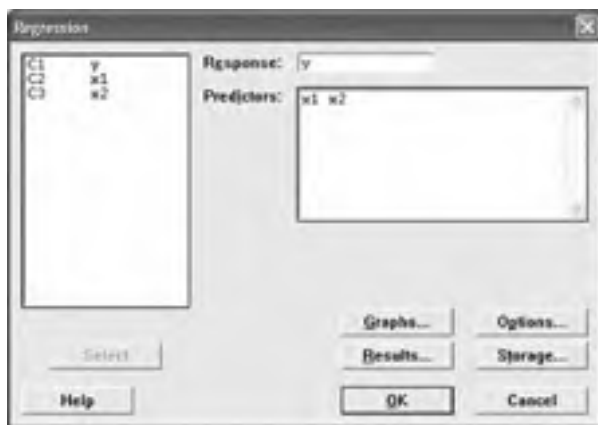 Regression
C1 y
C2 x1
C3 x2
Response: y
Predictors:
x1 x2
Graphs...
Options...
Select
Results...
Storage...
Help
OK
Cancel